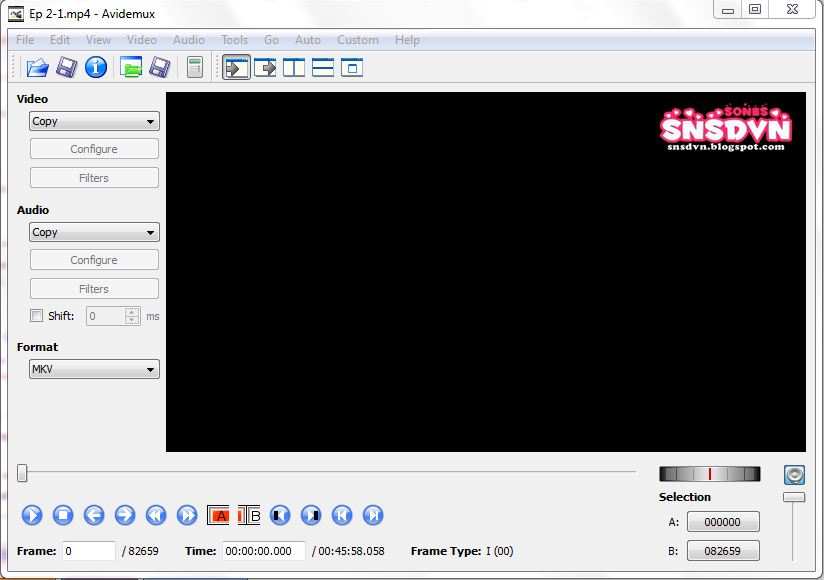 Ep 2-1.mp4 - Avidemux
File Edit View Video Audio Tools Go Auto Custom Help
Video
Copy
Configure
Filters
Audio
Copy
Configure
Filters
Shift: 0 ms
Format
MKV
SONES
SNSDVN
snsdvn.blogspot.com
A B
Selection
A: 000000
B: 082659
Frame: 0 / 82659 Time: 00:00:00.000 / 00:45:58.058 Frame Type: I (00)